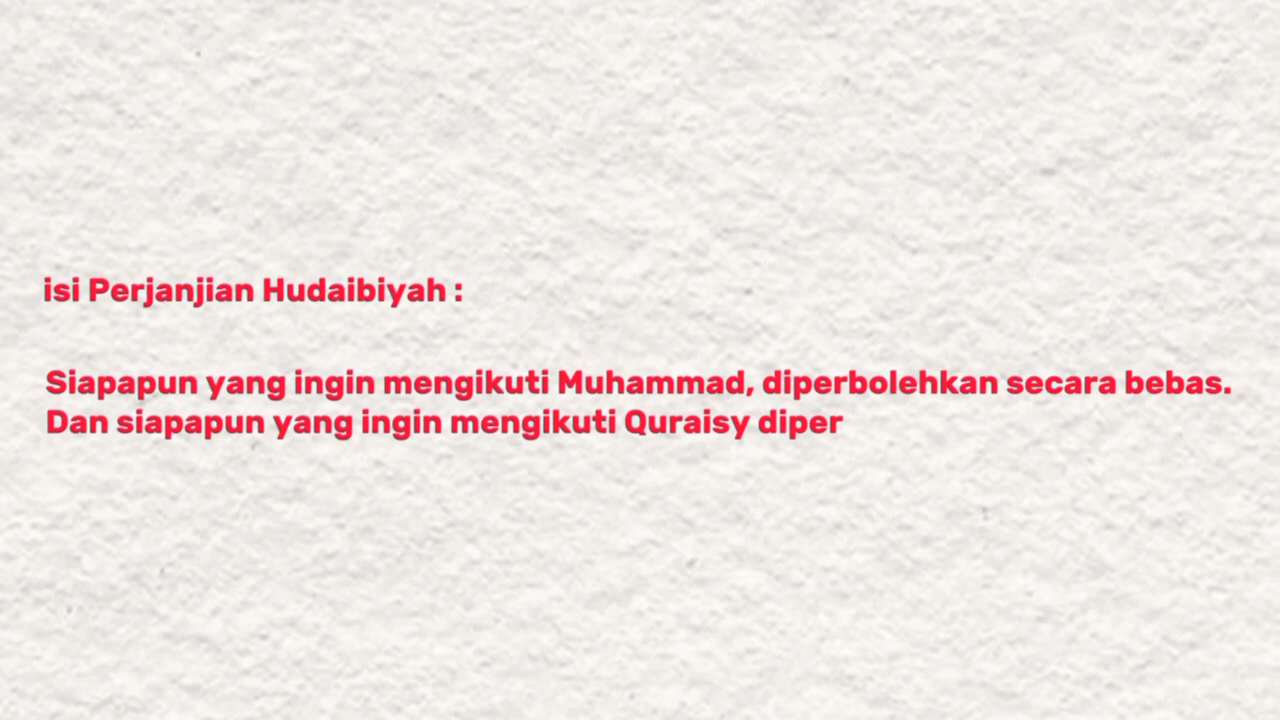 isi Perjanjian Hudaibiyah :
Siapapun yang ingin mengikuti Muhammad, diperbolehkan secara bebas.
Dan siapapun yang ingin mengikuti Quraisy diper